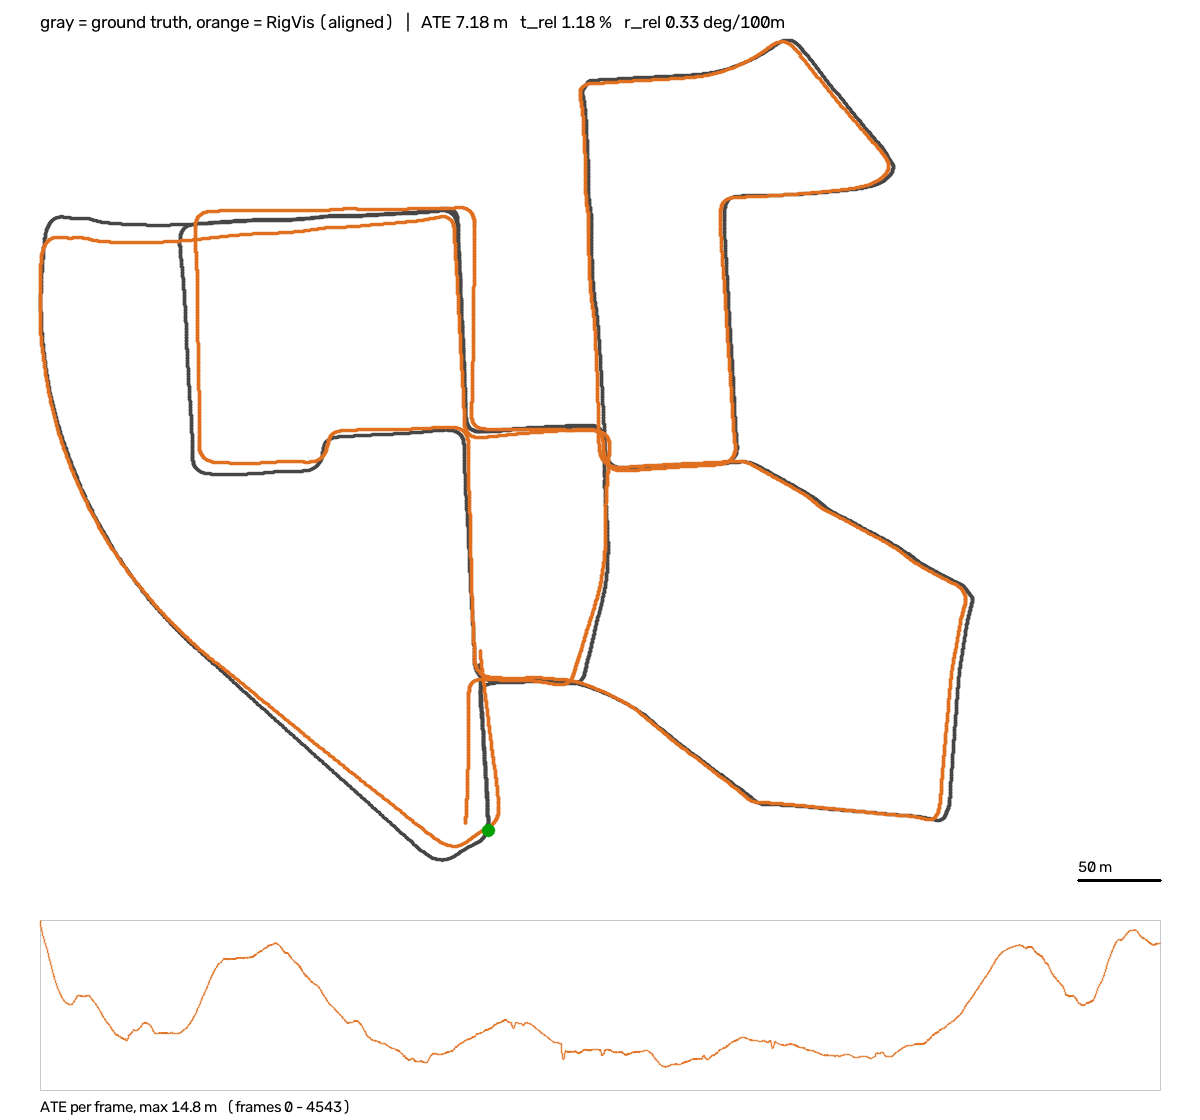 gray = ground truth, orange = RigVis (aligned) | ATE 7.18 m t_rel 1.18 % r_rel 0.33 deg/100m
50 m
ATE per frame, max 14.8 m (frames 0 - 4543)